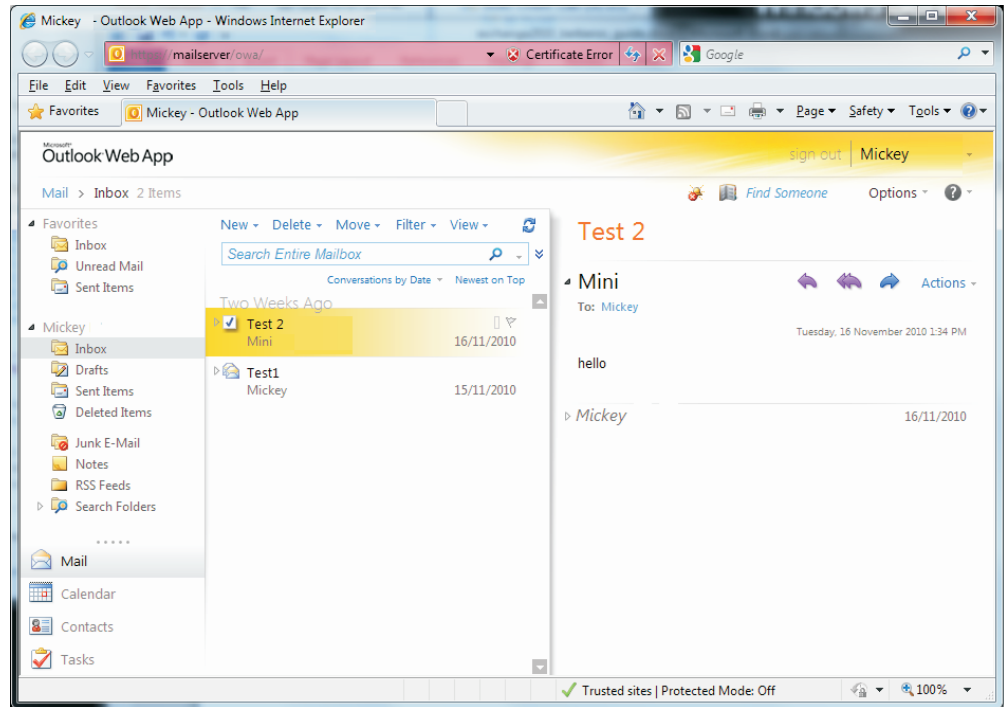 Mickey - Outlook Web App - Windows Internet Explorer
https://mailserver/owa/ Certificate Error Google
File Edit View Favorites Tools Help
Favorites Mickey - Outlook Web App Page Safety Tools
Microsoft
Outlook Web App sign out Mickey
Mail > Inbox 2 Items Find Someone Options
Favorites
Inbox
Unread Mail
Sent Items
Mickey
Inbox
Drafts
Sent Items
Deleted Items
Junk E-Mail
Notes
RSS Feeds
Search Folders
Mail
Calendar
Contacts
Tasks
New Delete Move Filter View
Search Entire Mailbox
Conversations by Date Newest on Top
Two Weeks Ago
Test 2
Mini 16/11/2010
Test1
Mickey 15/11/2010
Test 2
Mini Actions
To: Mickey
Tuesday, 16 November 2010 1:34 PM
hello
Mickey 16/11/2010
Trusted sites | Protected Mode: Off 100%